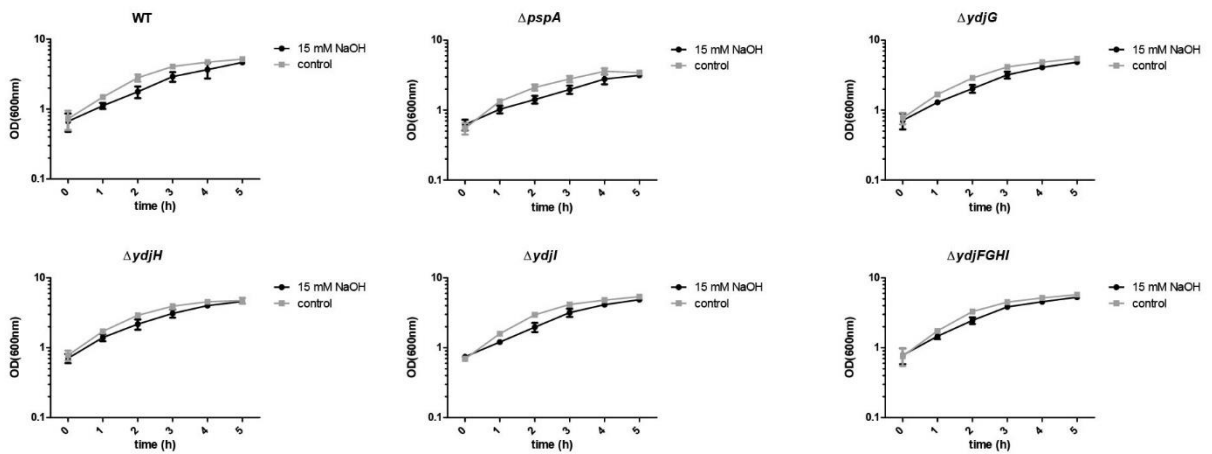 WT
10
1
0.1
OD(600nm)
0 1 2 3 4 5
time (h)
15 mM NaOH
control
ΔpspA
10
1
0.1
OD(600nm)
0 1 2 3 4 5
time (h)
15 mM NaOH
control
ΔydjG
10
1
0.1
OD(600nm)
0 1 2 3 4 5
time (h)
15 mM NaOH
control
ΔydjH
10
1
0.1
OD(600nm)
0 1 2 3 4 5
time (h)
15 mM NaOH
control
ΔydjI
10
1
0.1
OD(600nm)
0 1 2 3 4 5
time (h)
15 mM NaOH
control
ΔydjFGHI
10
1
0.1
OD(600nm)
0 1 2 3 4 5
time (h)
15 mM NaOH
control